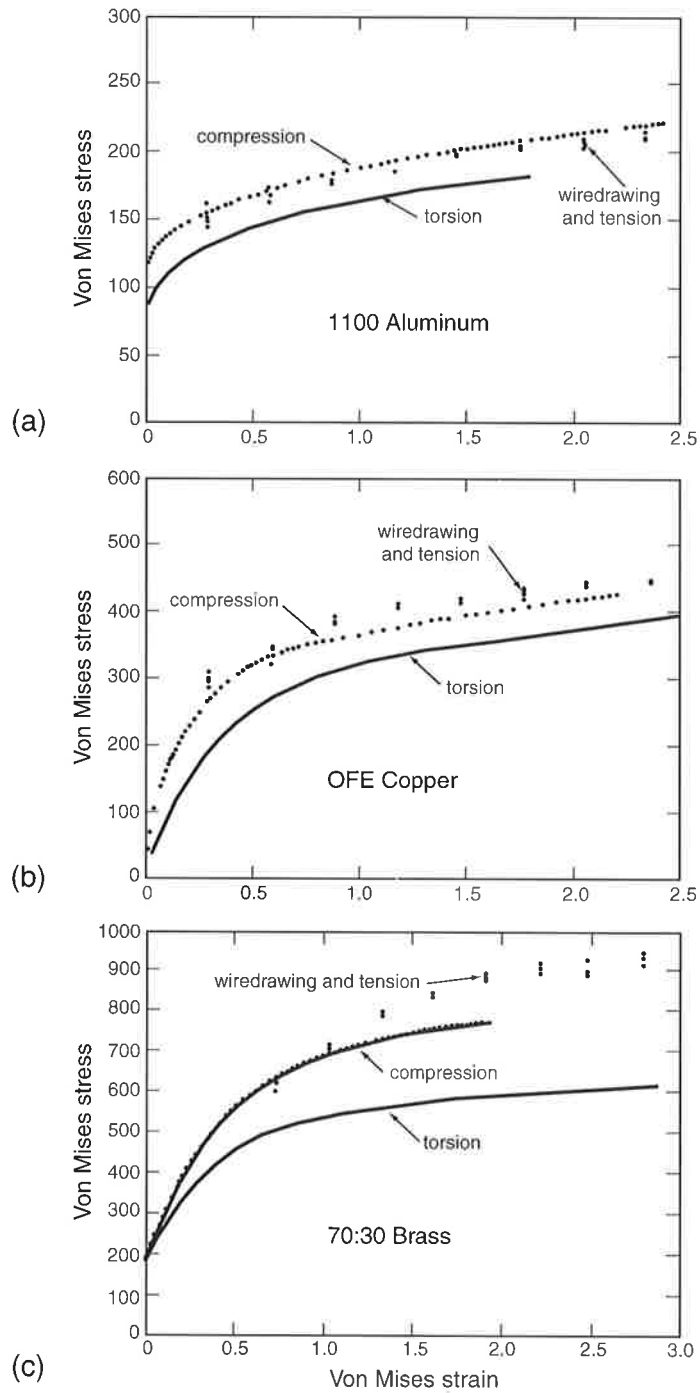 300
250
200
150
100
50
0
Von Mises stress
compression
torsion
wiredrawing
and tension
1100 Aluminum
(a)
0 0.5 1.0 1.5 2.0 2.5
600
500
400
300
200
100
0
Von Mises stress
wiredrawing
and tension
compression
torsion
OFE Copper
(b)
0 0.5 1.0 1.5 2.0 2.5
1000
900
800
700
600
500
400
300
200
100
0
Von Mises stress
wiredrawing and tension
compression
torsion
70:30 Brass
(c)
0 0.5 1.0 1.5 2.0 2.5 3.0
Von Mises strain